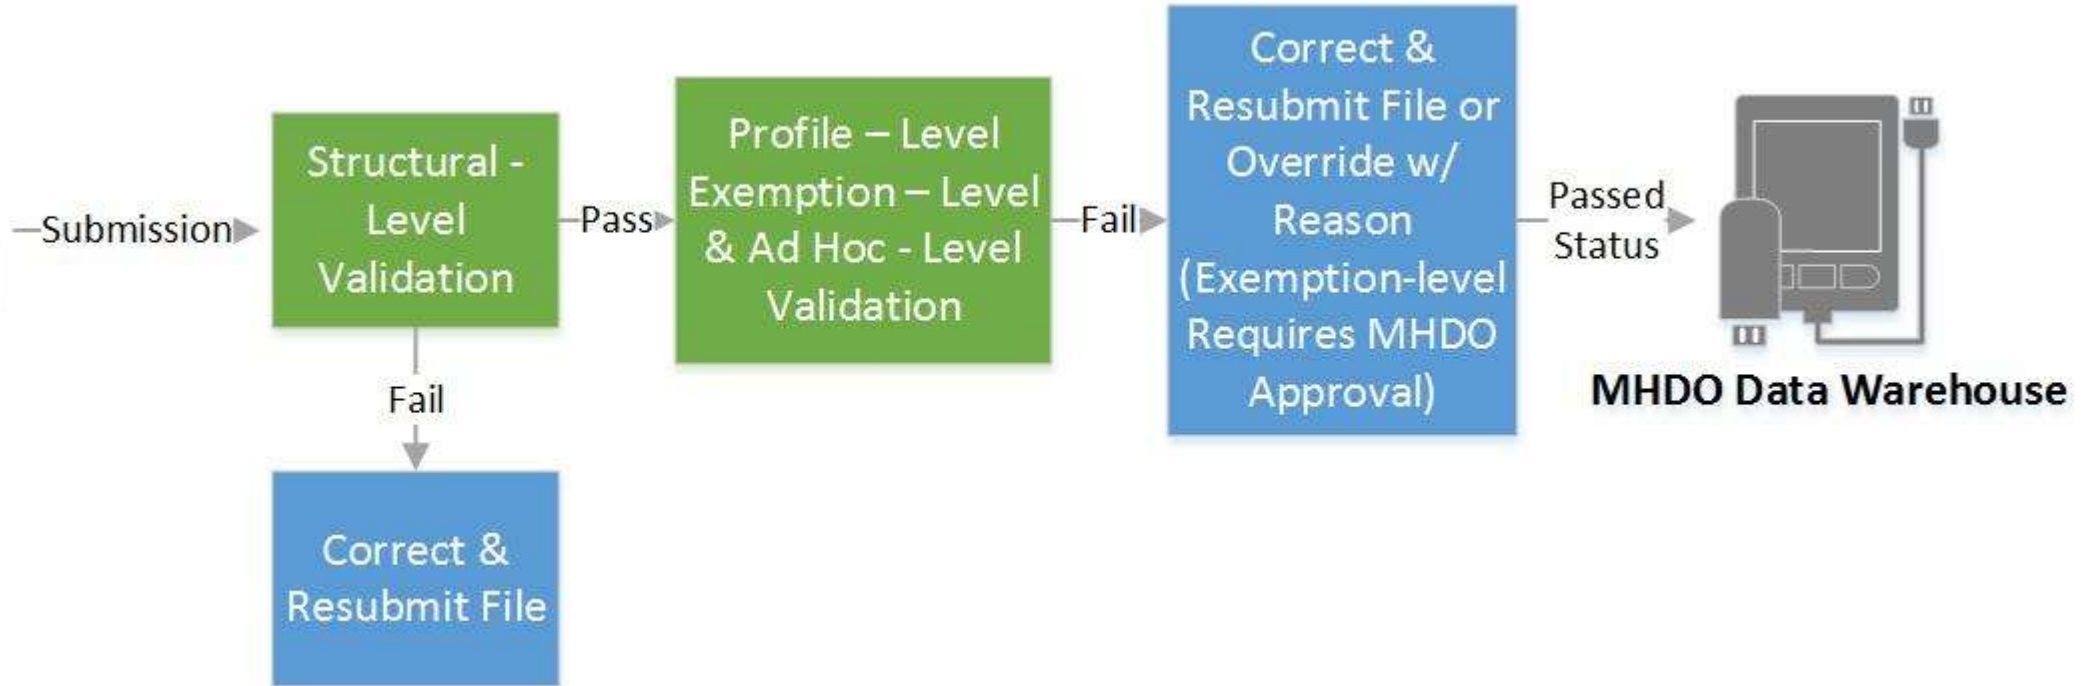 Submission
Structural -
Level
Validation
Pass
Profile – Level
Exemption – Level
& Ad Hoc - Level
Validation
Fail
Correct &
Resubmit File or
Override w/
Reason
(Exemption-level
Requires MHDO
Approval)
Passed
Status
MHDO Data Warehouse
Fail
Correct &
Resubmit File